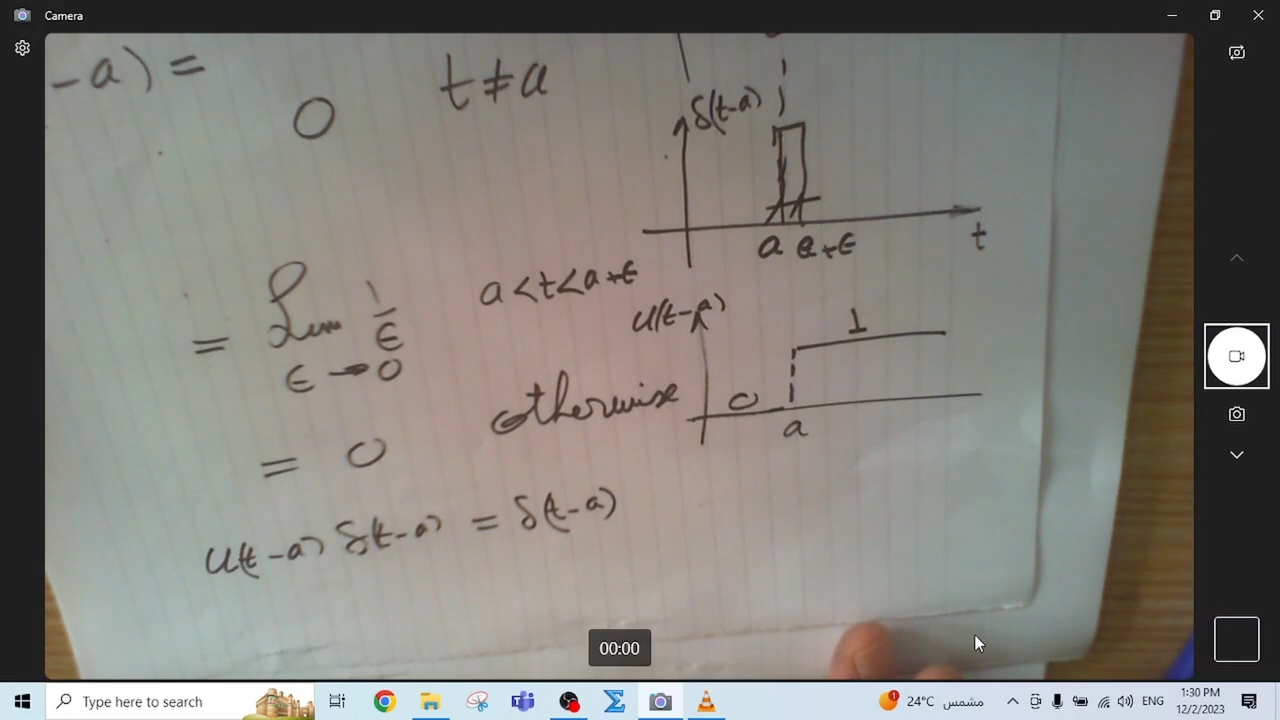 Camera
-a) =
0 t≠a
δ(t-a)
a a+ϵ t
= Lim 1/ϵ a<t<a+ϵ
ϵ→0
u(t-a)
1
= 0 otherwise
0 a
u(t-a) δ(t-a) = δ(t-a)
00:00
Type here to search
1
24°C مشمس
ENG
1:30 PM
12/2/2023